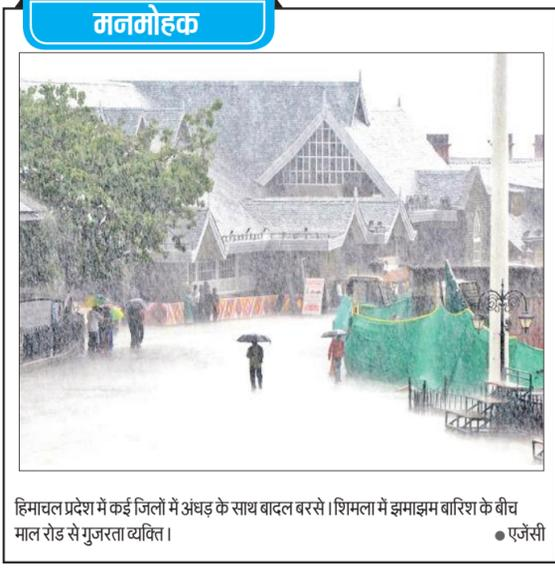 मनमोहक
हिमाचल प्रदेश में कई जिलों में अंधड़ के साथ बादल बरसे। शिमला में झमाझम बारिश के बीच
माल रोड से गुजरता व्यक्ति। ● एजेंसी